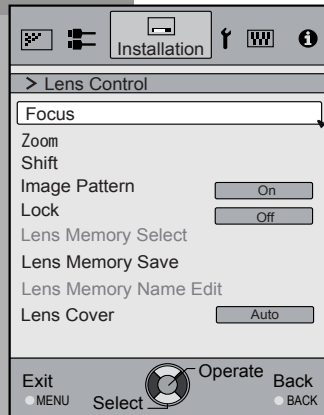 Installation
> Lens Control
Focus
Zoom
Shift
Image Pattern On
Lock Off
Lens Memory Select
Lens Memory Save
Lens Memory Name Edit
Lens Cover Auto
Exit Operate Back
MENU Select BACK